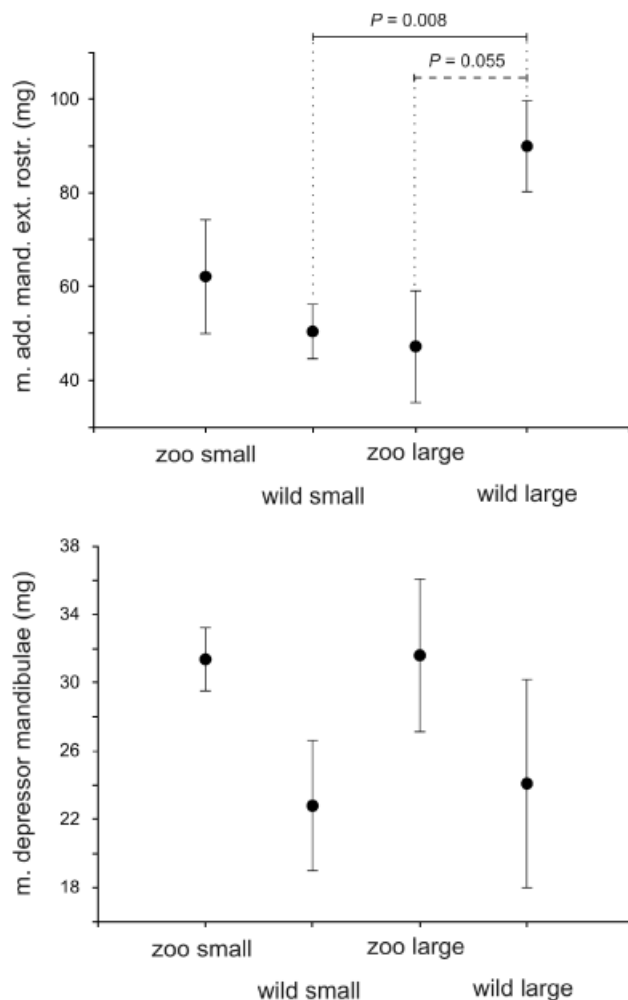 P = 0.008
P = 0.055
m. add. mand. ext. rostr. (mg)
100
80
60
40
zoo small
zoo large
wild small
wild large
m. depressor mandibulae (mg)
38
34
30
26
22
18
zoo small
zoo large
wild small
wild large